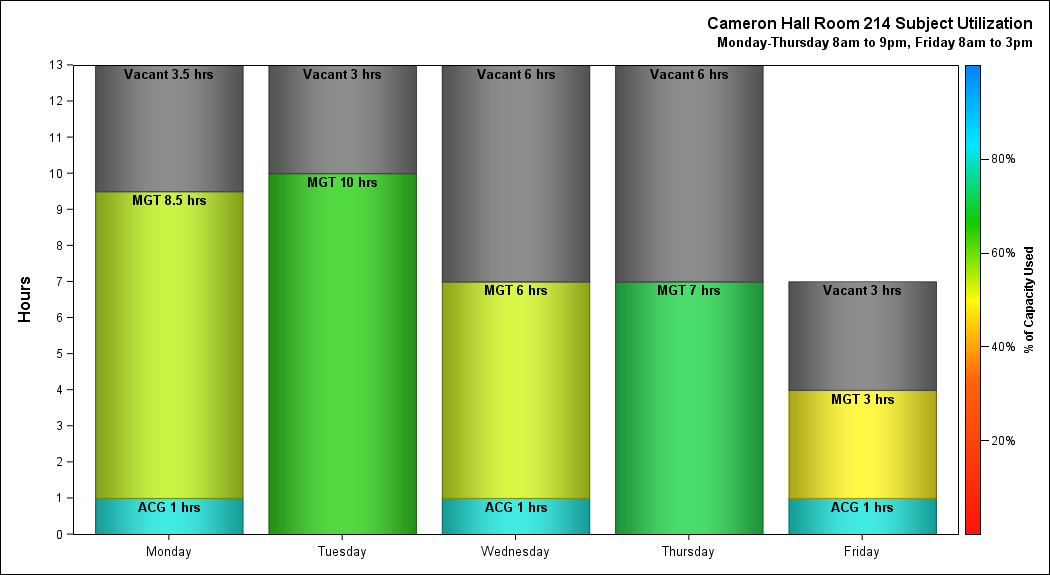 Cameron Hall Room 214 Subject Utilization
Monday-Thursday 8am to 9pm, Friday 8am to 3pm
Hours
13
12
11
10
9
8
7
6
5
4
3
2
1
0
Vacant 3.5 hrs
MGT 8.5 hrs
ACG 1 hrs
Vacant 3 hrs
MGT 10 hrs
Vacant 6 hrs
MGT 6 hrs
ACG 1 hrs
Vacant 6 hrs
MGT 7 hrs
Vacant 3 hrs
MGT 3 hrs
ACG 1 hrs
Monday
Tuesday
Wednesday
Thursday
Friday
80%
60%
40%
20%
% of Capacity Used